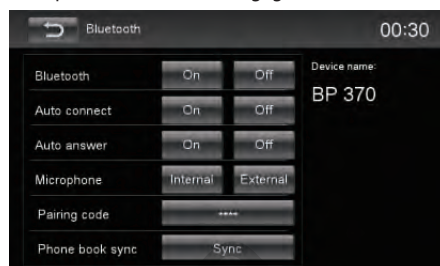 Bluetooth 00:30
Bluetooth On Off
Auto connect On Off
Auto answer On Off
Microphone Internal External
Pairing code ****
Phone book sync Sync
Device name:
BP 370